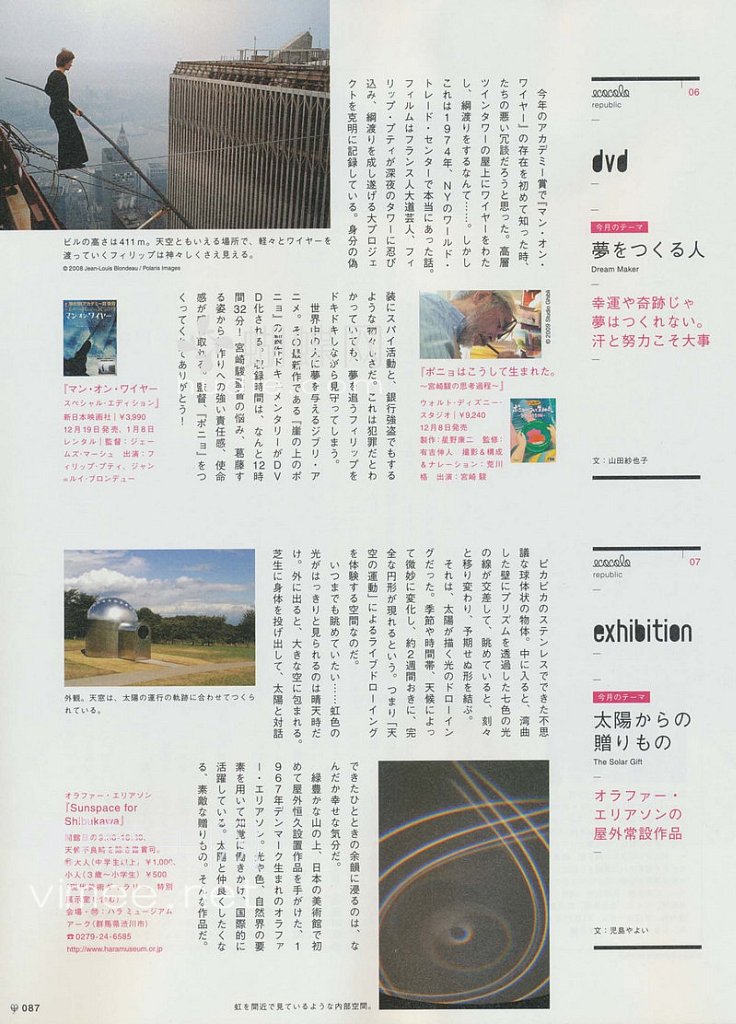 ecocolo
06
republic
dvd
今月のテーマ
夢をつくる人
Dream Maker
幸運や奇跡じゃ
夢はつくれない。
汗と努力こそ大事
文：山田紗也子
今年のアカデミー賞で『マン・オン・
ワイヤー』の存在を初めて知った時、
たちの悪い冗談だろうと思った。高層
ツインタワーの屋上にワイヤーをわた
し、綱渡りをするなんて……。しかし
これは1974年、NYのワールド・
トレード・センターで本当にあった話。
フィルムはフランス人大道芸人、フィ
リップ・プティが深夜のタワーに忍び
込み、綱渡りを成し遂げる大プロジェ
クトを克明に記録している。身分の偽
装にスパイ活動と、銀行強盗でもする
ような物々しさだ。これは犯罪だとわ
かっていても、夢を追うフィリップを
ドキドキしながら見守ってしまう。
世界中の人に夢を与えるジブリ・ア
ニメ。その最新作である『崖の上のポ
ニョ』の製作ドキュメンタリーがDV
D化される。収録時間は、なんと12時
間32分！ 宮崎駿監督の悩み、葛藤す
る姿から、作りへの強い責任感、使命
感が
監督、『ポニョ』をつ
くってくれてありがとう！
ビルの高さは411m。天空ともいえる場所で、軽々とワイヤーを
渡っていくフィリップは神々しくさえ見える。
© 2008 Jean-Louis Blondeau / Polaris Images
マン・オン・ワイヤー
『マン・オン・ワイヤー
スペシャル・エディション』
新日本映画社｜￥3,990
12月19日発売、1月8日
レンタル｜監督：ジェー
ムズ・マーシュ　出演：フ
ィリップ・プティ、ジャン
=ルイ・ブロンデュー
『ポニョはこうして生まれた。
～宮崎駿の思考過程～』
ウォルト・ディズニー・
スタジオ｜￥9,240
12月8日発売
製作：星野康二　監修：
有吉伸人　撮影＆構成
＆ナレーション：荒川
格　出演：宮崎 駿
ecocolo
07
republic
exhibition
今月のテーマ
太陽からの
贈りもの
The Solar Gift
オラファー・
エリアソンの
屋外常設作品
文：児島やよい
ピカピカのステンレスでできた不思
議な球体状の物体。中に入ると、湾曲
した壁にプリズムを透過した七色の光
の線が交差して、眺めていると、刻々
と移り変わり、予期せぬ形を結ぶ。
それは、太陽が描く光のドローイン
グだった。季節や時間帯、天候によっ
て微妙に変化し、約2週間おきに、完
全な円形が現れるという。つまり「天
空の運動」によるライブドローイング
を体験する空間なのだ。
いつまでも眺めていたい……虹色の
光がはっきりと見られるのは晴天時だ
け。外に出ると、大きな空に包まれる。
芝生に身体を投げ出して、太陽と対話
できたひとときの余韻に浸るのは、な
んだか幸せな気分だ。
緑豊かな山の上、日本の美術館で初
めて屋外恒久設置作品を手がけた、1
967年デンマーク生まれのオラファ
ー・エリアソン。光や色、自然界の要
素を用いて知覚に働きかけ、国際的に
活躍している。太陽と仲良しでしたくな
る、素敵な贈りもの。そんな作品だ。
外観。天窓は、太陽の運行の軌跡に合わせてつくら
れている。
オラファー・エリアソン
『Sunspace for
Shibukawa』
天候不良時
大人(中学生以上) ￥1,000、
小人(3歳～小学生) ￥500
特別
展示室
会場・問：ハラ ミュージアム
アーク(群馬県渋川市)
☎0279-24-6585
http://www.haramuseum.or.jp
虹を間近で見ているような内部空間。
087